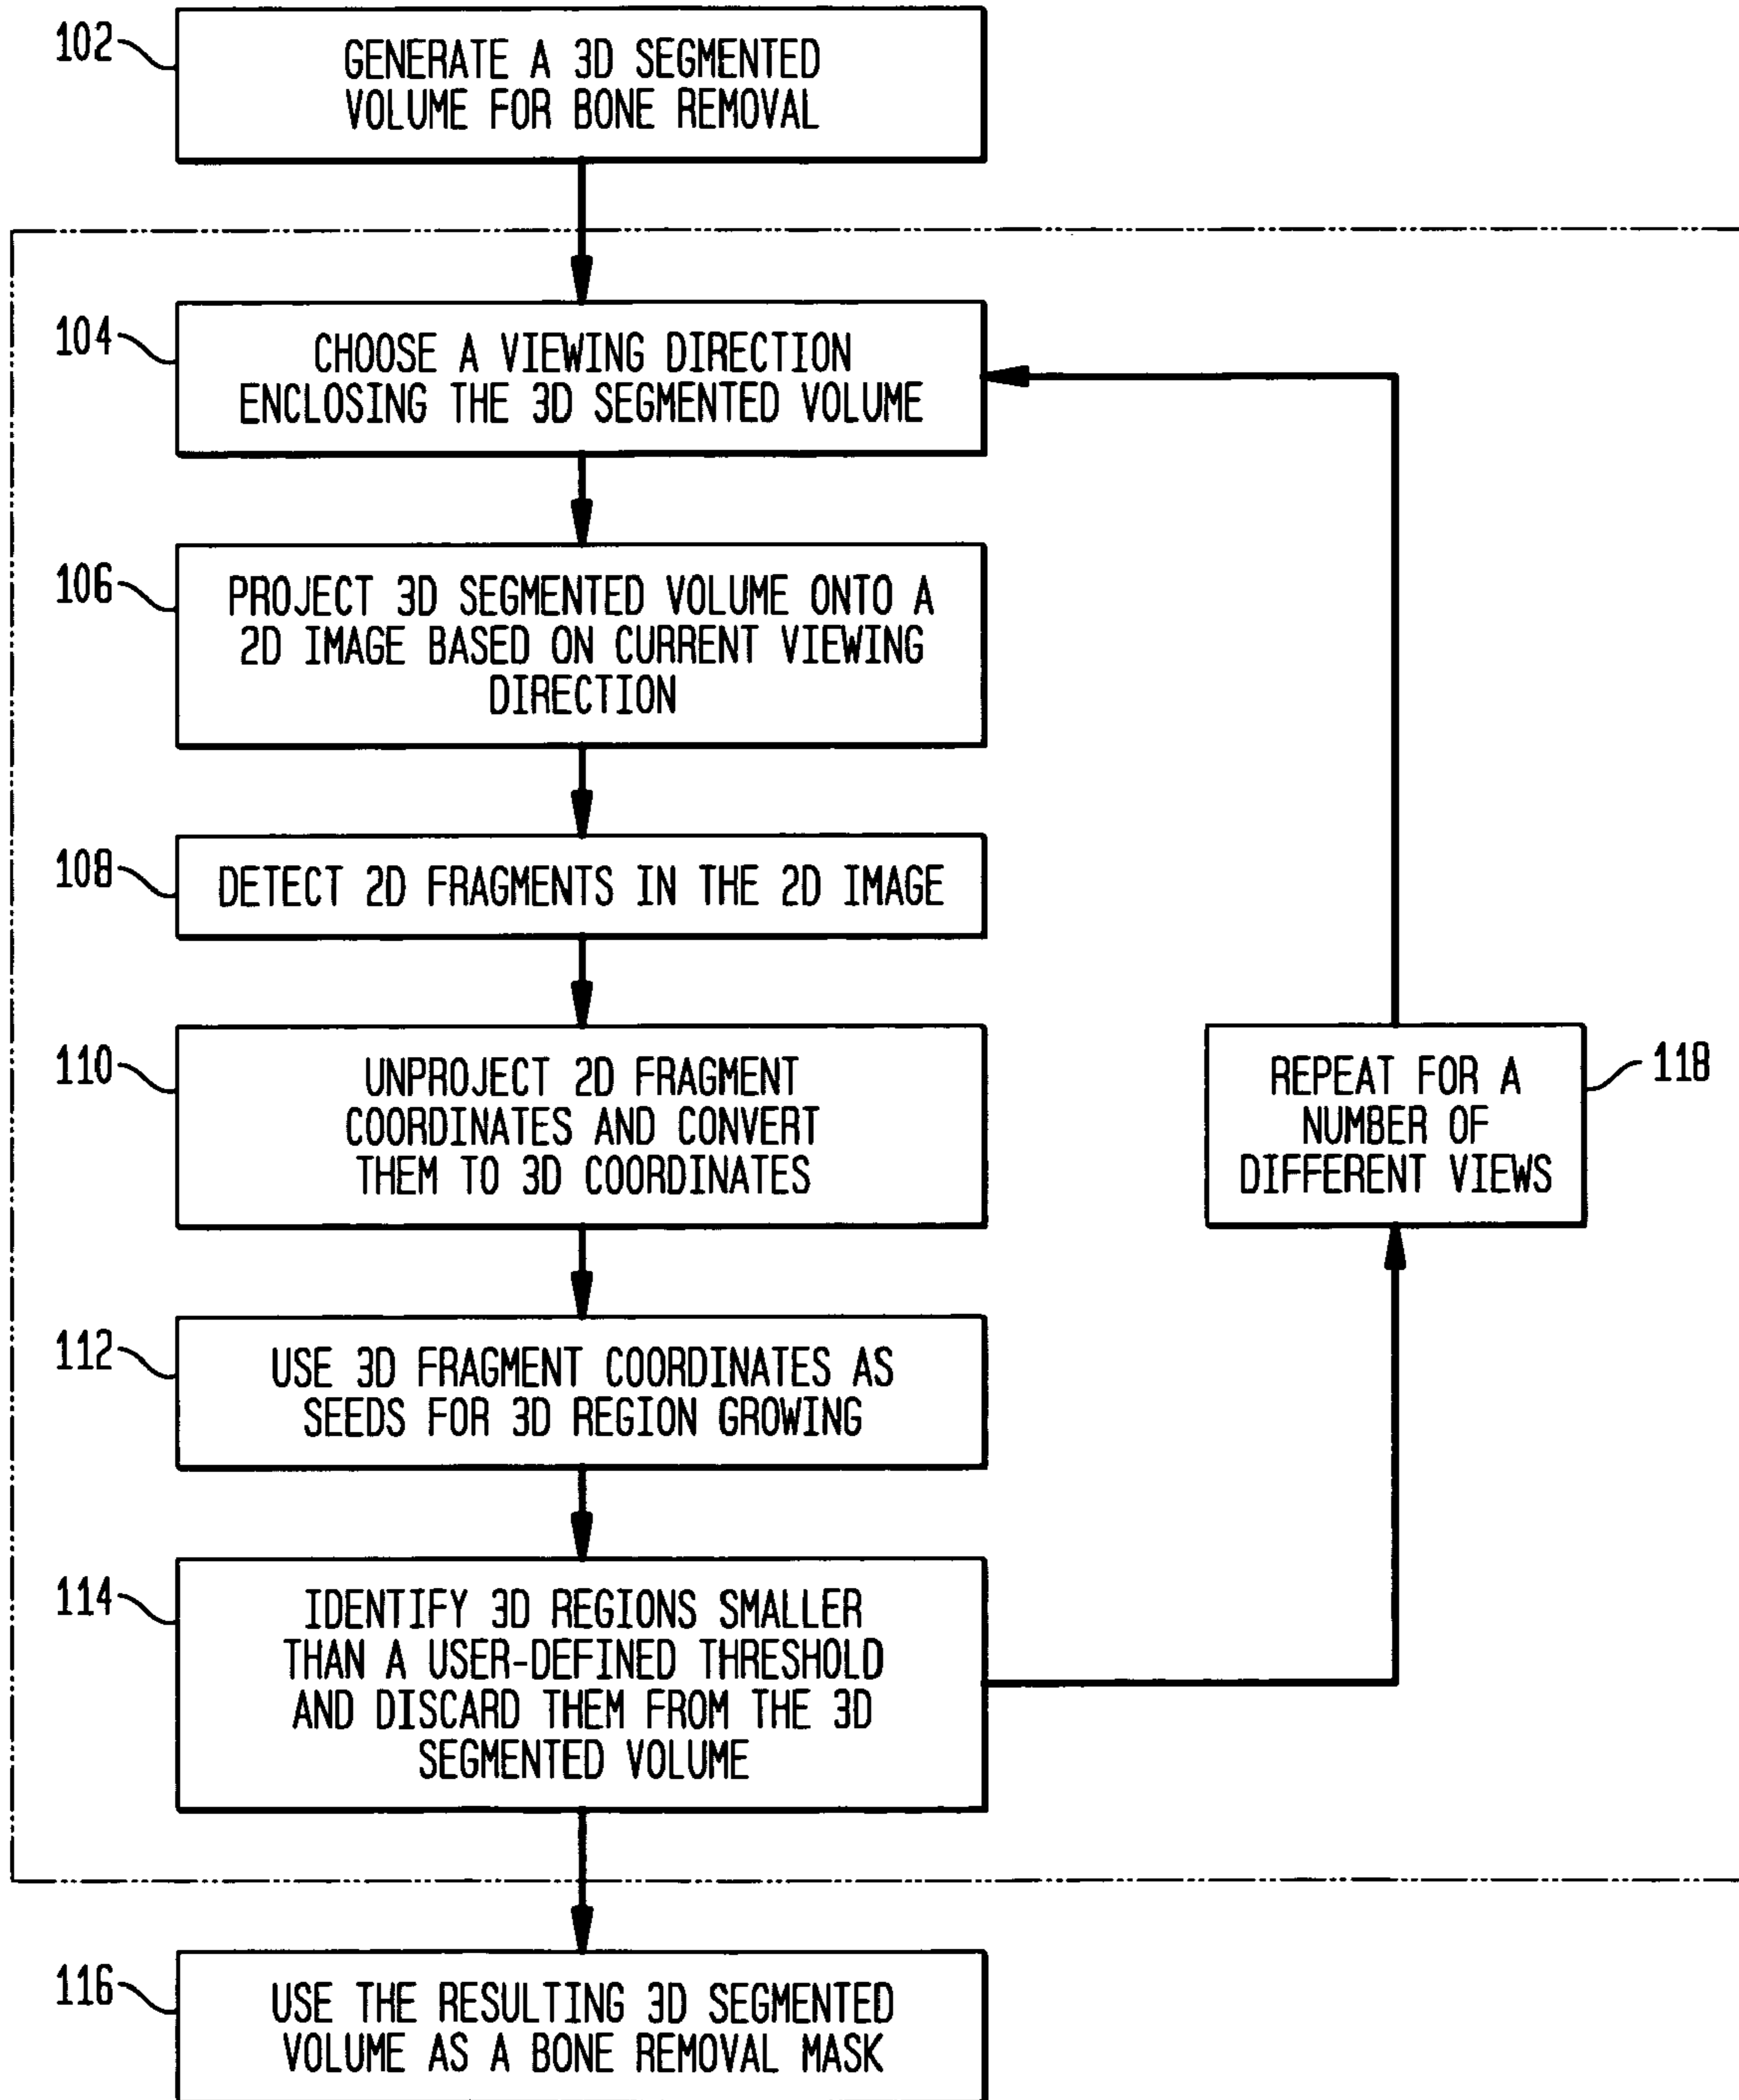 102
GENERATE A 3D SEGMENTED
VOLUME FOR BONE REMOVAL
104
CHOOSE A VIEWING DIRECTION
ENCLOSING THE 3D SEGMENTED VOLUME
106
PROJECT 3D SEGMENTED VOLUME ONTO A
2D IMAGE BASED ON CURRENT VIEWING
DIRECTION
108
DETECT 2D FRAGMENTS IN THE 2D IMAGE
110
UNPROJECT 2D FRAGMENT
COORDINATES AND CONVERT
THEM TO 3D COORDINATES
118
REPEAT FOR A
NUMBER OF
DIFFERENT VIEWS
112
USE 3D FRAGMENT COORDINATES AS
SEEDS FOR 3D REGION GROWING
114
IDENTIFY 3D REGIONS SMALLER
THAN A USER-DEFINED THRESHOLD
AND DISCARD THEM FROM THE 3D
SEGMENTED VOLUME
116
USE THE RESULTING 3D SEGMENTED
VOLUME AS A BONE REMOVAL MASK